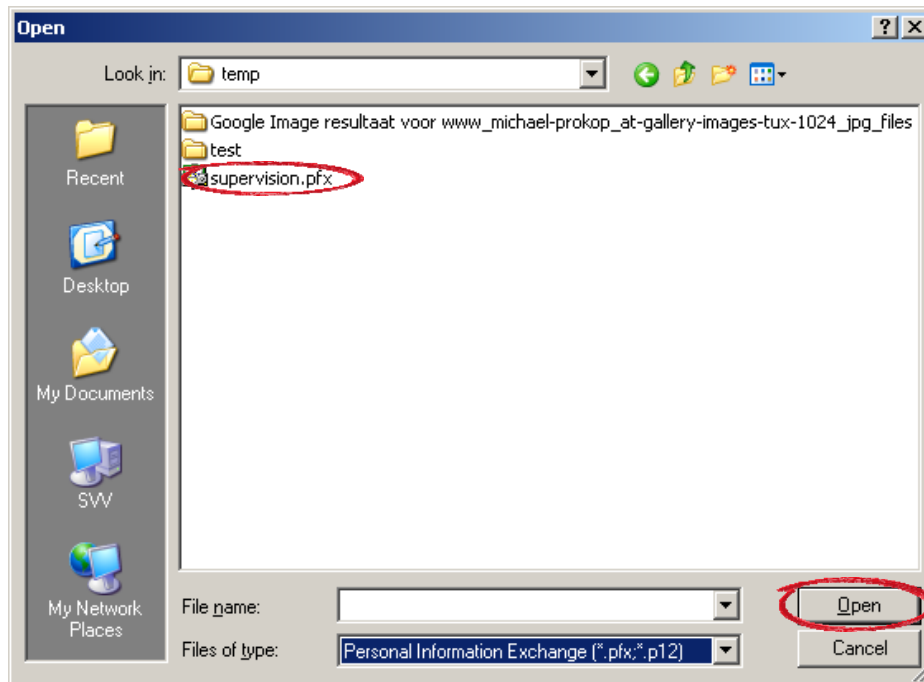 Open
Look in: temp
Google Image resultaat voor www_michael-prokop_at-gallery-images-tux-1024_jpg_files
test
supervision.pfx
Recent
Desktop
My Documents
SVV
My Network
Places
File name:
Open
Files of type: Personal Information Exchange (*.pfx;*.p12)
Cancel